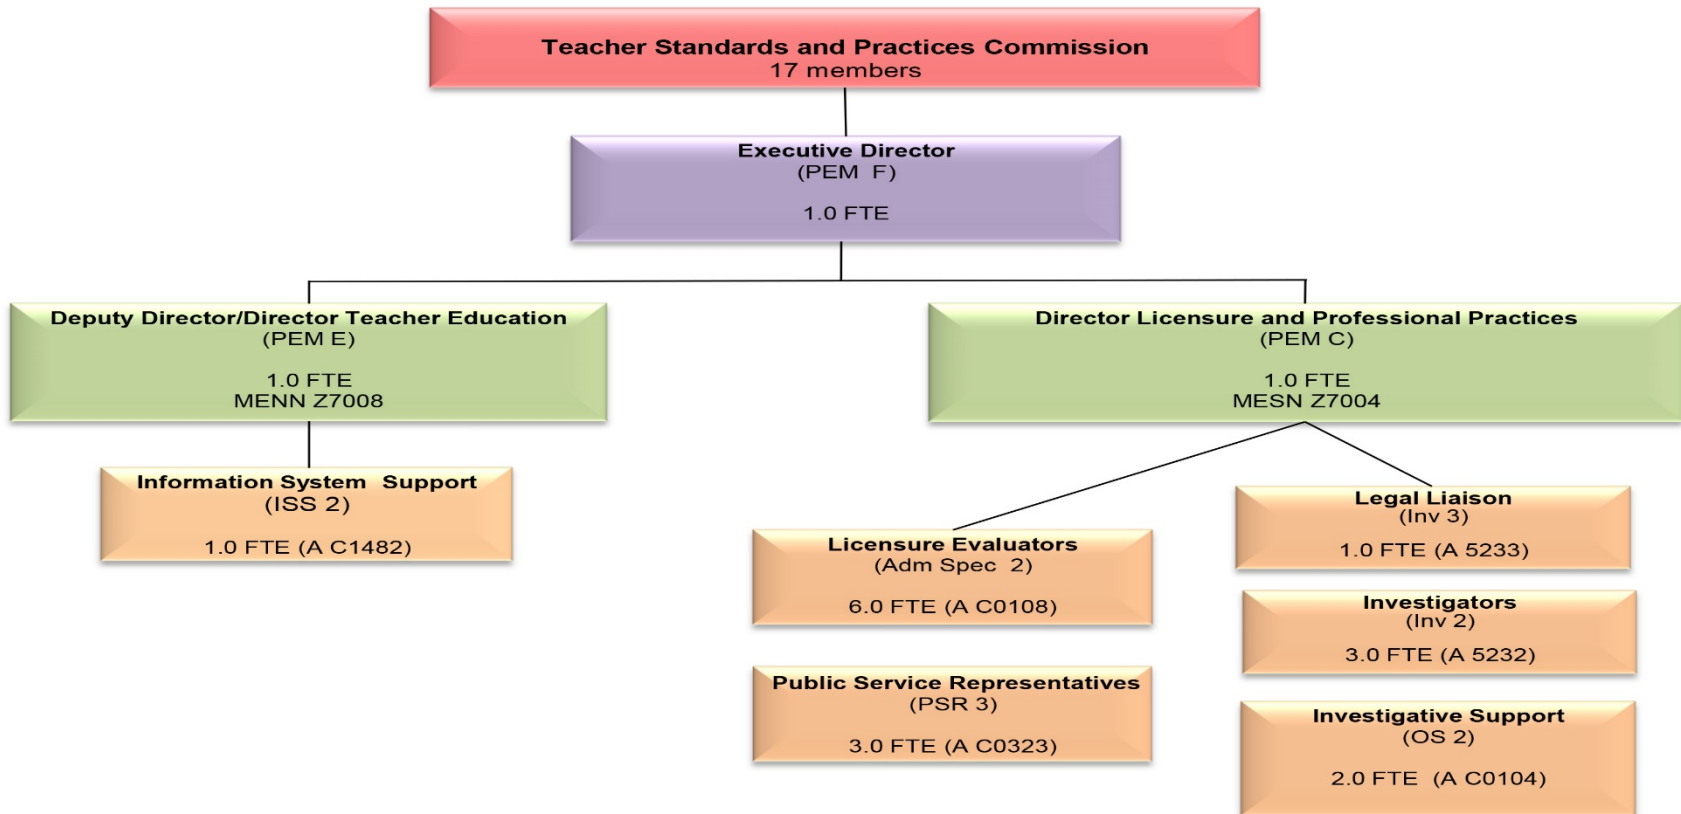 Teacher Standards and Practices Commission
17 members
Executive Director
(PEM F)
1.0 FTE
Deputy Director/Director Teacher Education
(PEM E)
1.0 FTE
MENN Z7008
Director Licensure and Professional Practices
(PEM C)
1.0 FTE
MESN Z7004
Information System Support
(ISS 2)
1.0 FTE (A C1482)
Licensure Evaluators
(Adm Spec 2)
6.0 FTE (A C0108)
Public Service Representatives
(PSR 3)
3.0 FTE (A C0323)
Legal Liaison
(Inv 3)
1.0 FTE (A 5233)
Investigators
(Inv 2)
3.0 FTE (A 5232)
Investigative Support
(OS 2)
2.0 FTE (A C0104)